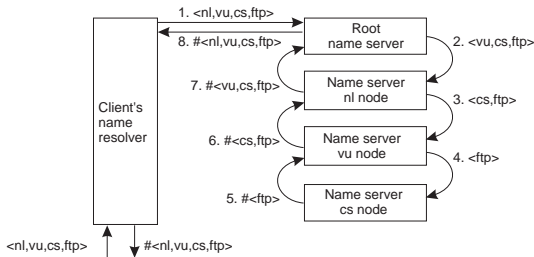 1. <nl,vu,cs,ftp>
8. #<nl,vu,cs,ftp>
Root
name server
2. <vu,cs,ftp>
7. #<vu,cs,ftp>
Name server
nl node
3. <cs,ftp>
Client's
name
resolver
6. #<cs,ftp>
Name server
vu node
4. <ftp>
5. #<ftp>
Name server
cs node
<nl,vu,cs,ftp>
#<nl,vu,cs,ftp>